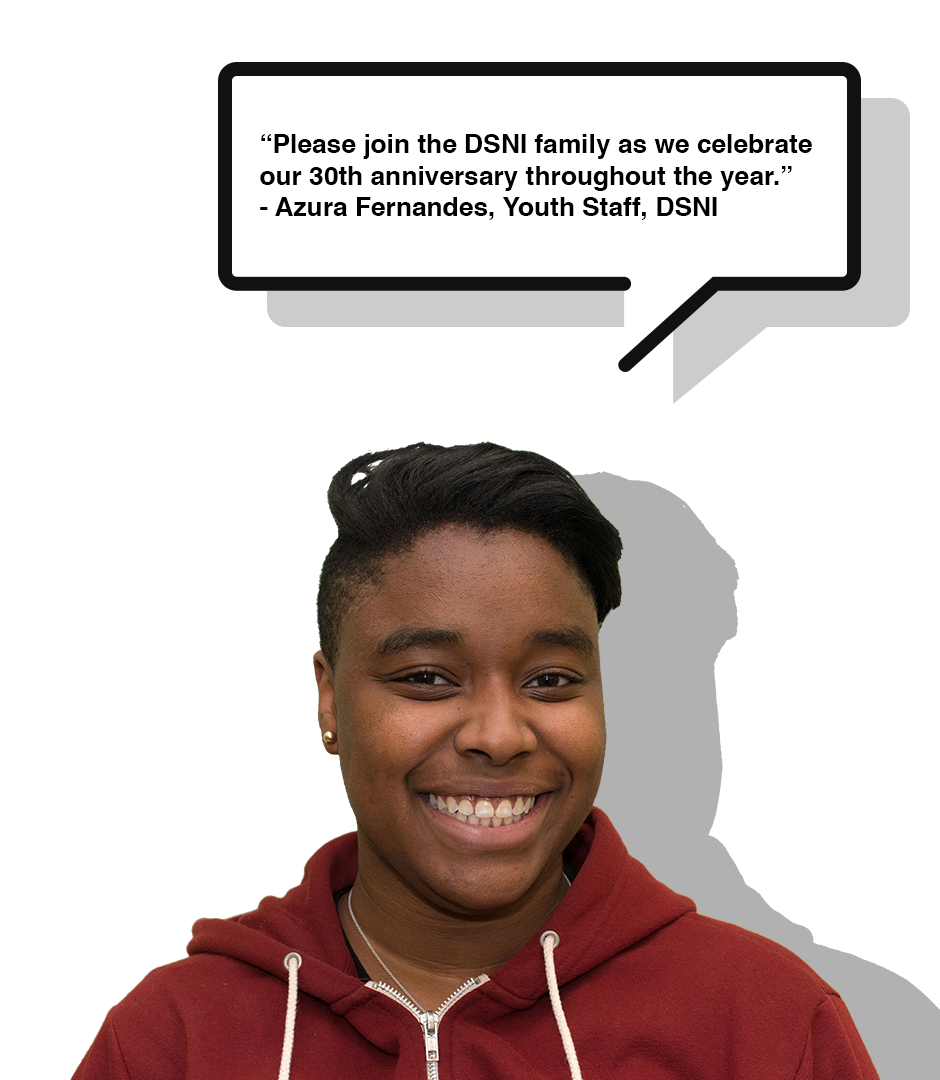 “Please join the DSNI family as we celebrate
our 30th anniversary throughout the year.”
- Azura Fernandes, Youth Staff, DSNI